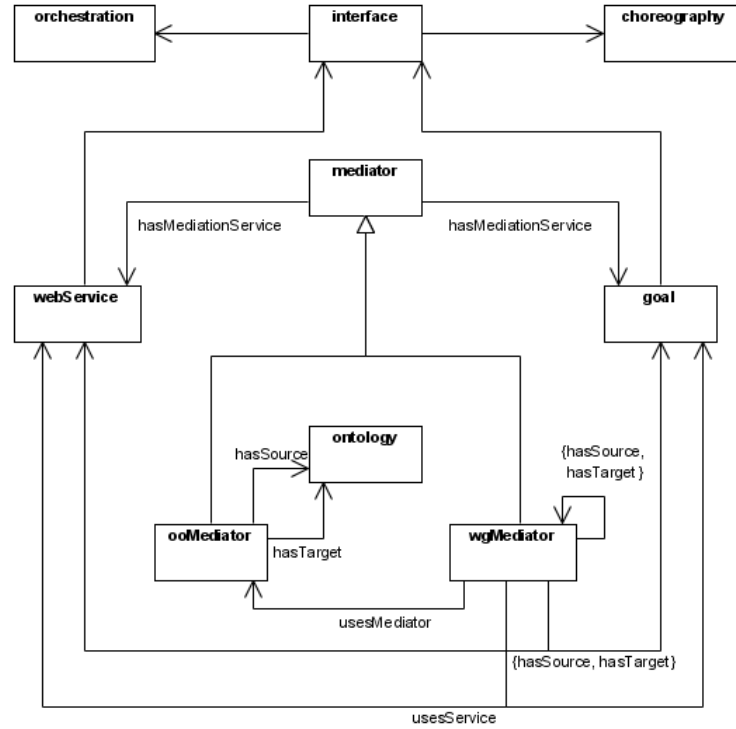 orchestration
interface
choreography
mediator
hasMediationService
hasMediationService
webService
goal
ontology
hasSource
{hasSource,
hasTarget}
ooMediator
wgMediator
hasTarget
usesMediator
{hasSource, hasTarget}
usesService